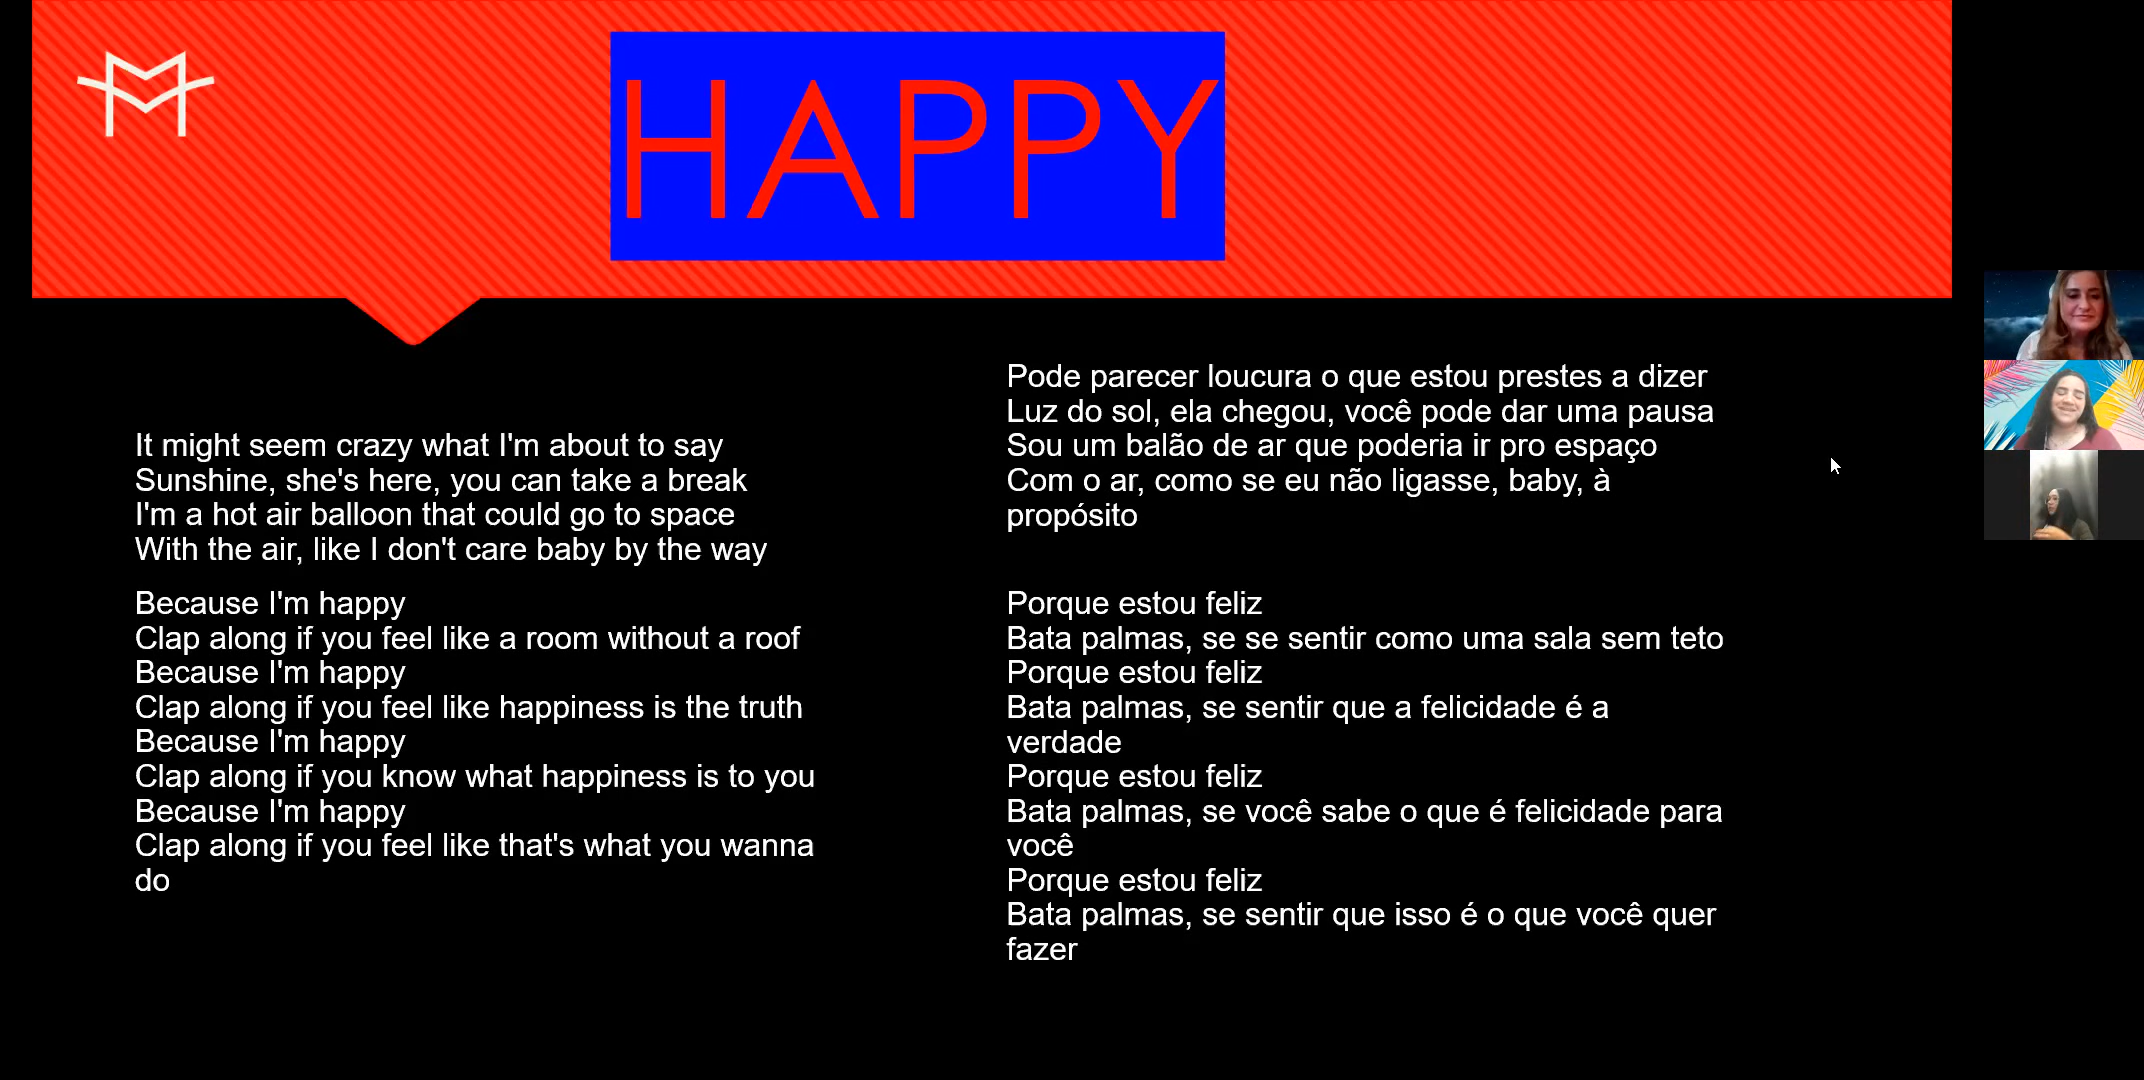 HAPPY
It might seem crazy what I'm about to say
Sunshine, she's here, you can take a break
I'm a hot air balloon that could go to space
With the air, like I don't care baby by the way
Because I'm happy
Clap along if you feel like a room without a roof
Because I'm happy
Clap along if you feel like happiness is the truth
Because I'm happy
Clap along if you know what happiness is to you
Because I'm happy
Clap along if you feel like that's what you wanna
do
Pode parecer loucura o que estou prestes a dizer
Luz do sol, ela chegou, você pode dar uma pausa
Sou um balão de ar que poderia ir pro espaço
Com o ar, como se eu não ligasse, baby, à
propósito
Porque estou feliz
Bata palmas, se se sentir como uma sala sem teto
Porque estou feliz
Bata palmas, se sentir que a felicidade é a
verdade
Porque estou feliz
Bata palmas, se você sabe o que é felicidade para
você
Porque estou feliz
Bata palmas, se sentir que isso é o que você quer
fazer